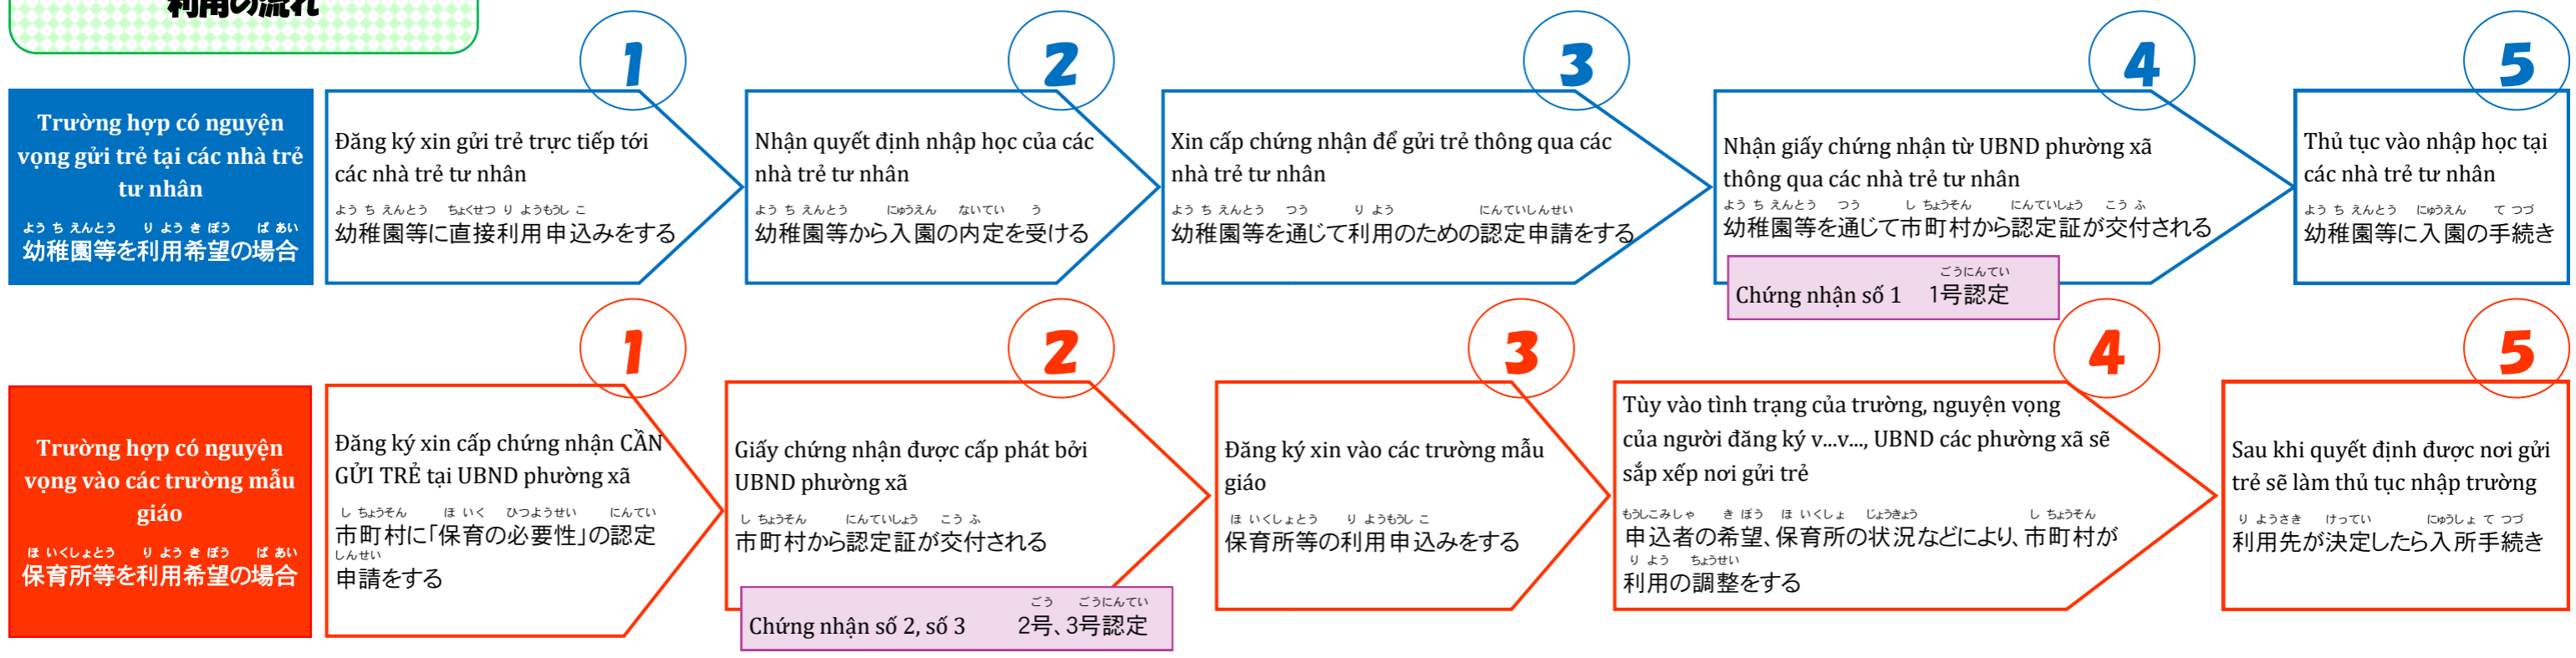 利用の流れ
1
2
3
4
5
Trường hợp có nguyện
vọng gửi trẻ tại các nhà trẻ
tư nhân
よう ち えんとう り よう き ぼう ば あい
幼稚園等を利用希望の場合
Đăng ký xin gửi trẻ trực tiếp tới
các nhà trẻ tư nhân
よう ち えんとう ちょくせつ り ようもうし こ
幼稚園等に直接利用申込みをする
Nhận quyết định nhập học của các
nhà trẻ tư nhân
よう ち えんとう にゅうえん ないてい う
幼稚園等から入園の内定を受ける
Xin cấp chứng nhận để gửi trẻ thông qua các
nhà trẻ tư nhân
よう ち えんとう つう り よう にんていしんせい
幼稚園等を通じて利用のための認定申請をする
Nhận giấy chứng nhận từ UBND phường xã
thông qua các nhà trẻ tư nhân
よう ち えんとう つう し ちょうそん にんていしょう こう ふ
幼稚園等を通じて市町村から認定証が交付される
ごうにんてい
Chứng nhận số 1 1号認定
Thủ tục vào nhập học tại
các nhà trẻ tư nhân
よう ち えんとう にゅうえん て つづ
幼稚園等に入園の手続き
1
2
3
4
5
Trường hợp có nguyện
vọng vào các trường mẫu
giáo
ほ いくしょとう り よう き ぼう ば あい
保育所等を利用希望の場合
Đăng ký xin cấp chứng nhận CẦN
GỬI TRẺ tại UBND phường xã
し ちょうそん ほ いく ひつようせい にんてい
市町村に「保育の必要性」の認定
しんせい
申請をする
Giấy chứng nhận được cấp phát bởi
UBND phường xã
し ちょうそん にんていしょう こう ふ
市町村から認定証が交付される
ごう ごうにんてい
Chứng nhận số 2, số 3 2号、3号認定
Đăng ký xin vào các trường mẫu
giáo
ほ いくしょとう り ようもうし こ
保育所等の利用申込みをする
Tùy vào tình trạng của trường, nguyện vọng
của người đăng ký v...v..., UBND các phường xã sẽ
sắp xếp nơi gửi trẻ
もうしこみしゃ き ぼう ほ いくしょ じょうきょう し ちょうそん
申込者の希望、保育所の状況などにより、市町村が
り よう ちょうせい
利用の調整をする
Sau khi quyết định được nơi gửi
trẻ sẽ làm thủ tục nhập trường
り ようさき けってい にゅうしょ て つづ
利用先が決定したら入所手続き